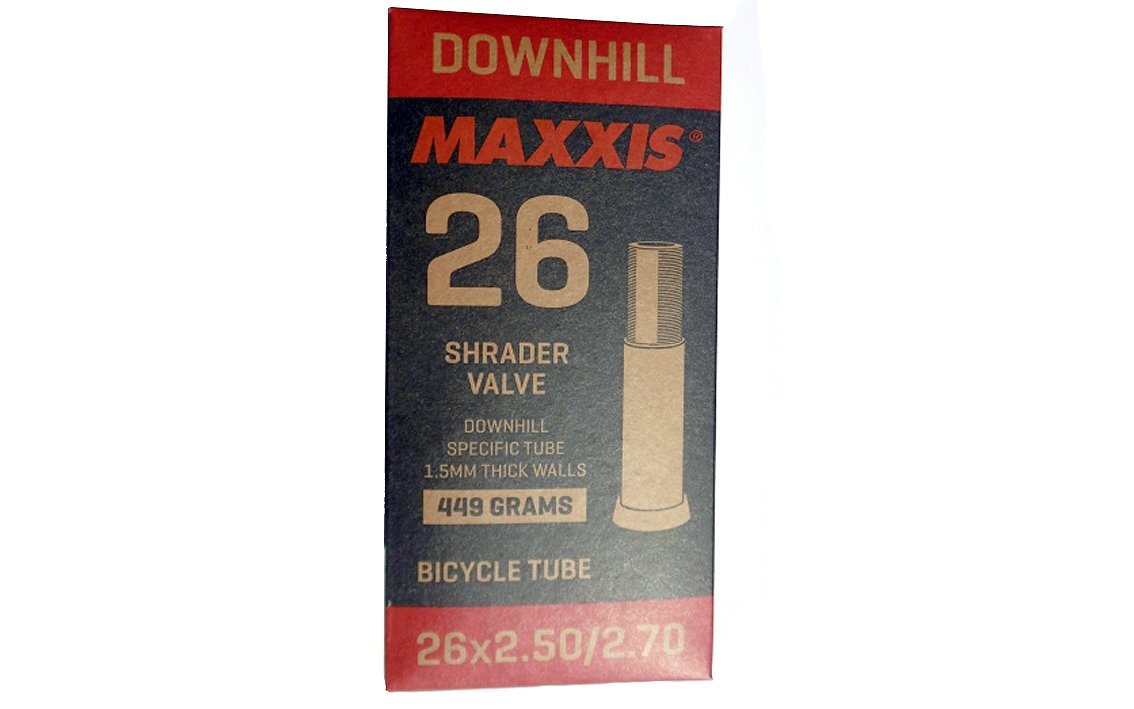 DOWNHILL
MAXXIS®
26
SHRADER
VALVE
DOWNHILL
SPECIFIC TUBE
1.5MM THICK WALLS
449 GRAMS
BICYCLE TUBE
26x2.50/2.70